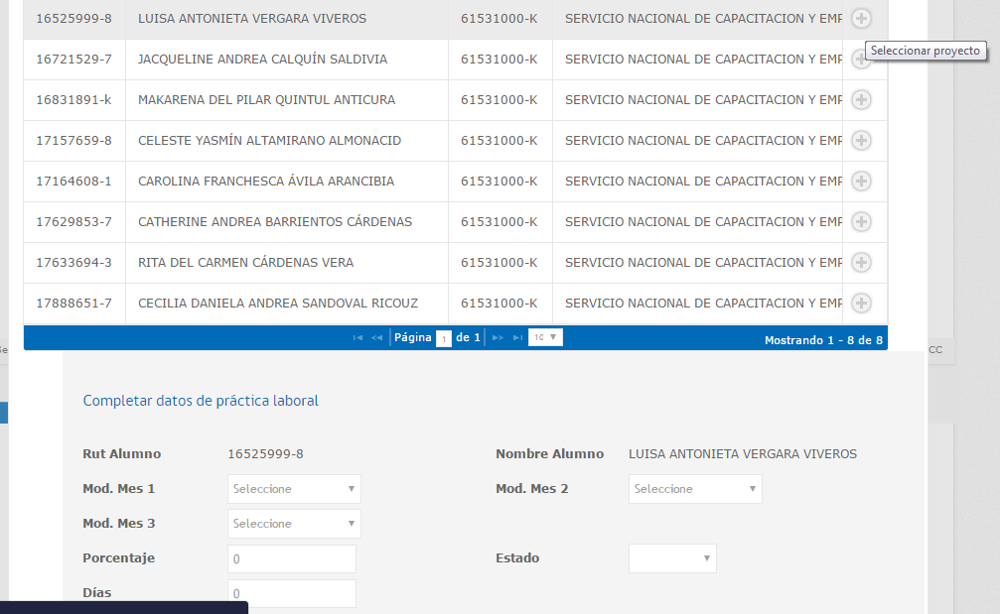 16525999-8 LUISA ANTONIETA VERGARA VIVEROS 61531000-K SERVICIO NACIONAL DE CAPACITACION Y EMP
Seleccionar proyecto
16721529-7 JACQUELINE ANDREA CALQUÍN SALDIVIA 61531000-K SERVICIO NACIONAL DE CAPACITACION Y EMP
16831891-k MAKARENA DEL PILAR QUINTUL ANTICURA 61531000-K SERVICIO NACIONAL DE CAPACITACION Y EMP
17157659-8 CELESTE YASMÍN ALTAMIRANO ALMONACID 61531000-K SERVICIO NACIONAL DE CAPACITACION Y EMP
17164608-1 CAROLINA FRANCHESCA ÁVILA ARANCIBIA 61531000-K SERVICIO NACIONAL DE CAPACITACION Y EMP
17629853-7 CATHERINE ANDREA BARRIENTOS CÁRDENAS 61531000-K SERVICIO NACIONAL DE CAPACITACION Y EMP
17633694-3 RITA DEL CARMEN CÁRDENAS VERA 61531000-K SERVICIO NACIONAL DE CAPACITACION Y EMP
17888651-7 CECILIA DANIELA ANDREA SANDOVAL RICOUZ 61531000-K SERVICIO NACIONAL DE CAPACITACION Y EMP
Página 1 de 1 10 Mostrando 1 - 8 de 8
Se CC
Completar datos de práctica laboral
Rut Alumno 16525999-8 Nombre Alumno LUISA ANTONIETA VERGARA VIVEROS
Mod. Mes 1 Seleccione Mod. Mes 2 Seleccione
Mod. Mes 3 Seleccione
Porcentaje 0 Estado
Días 0